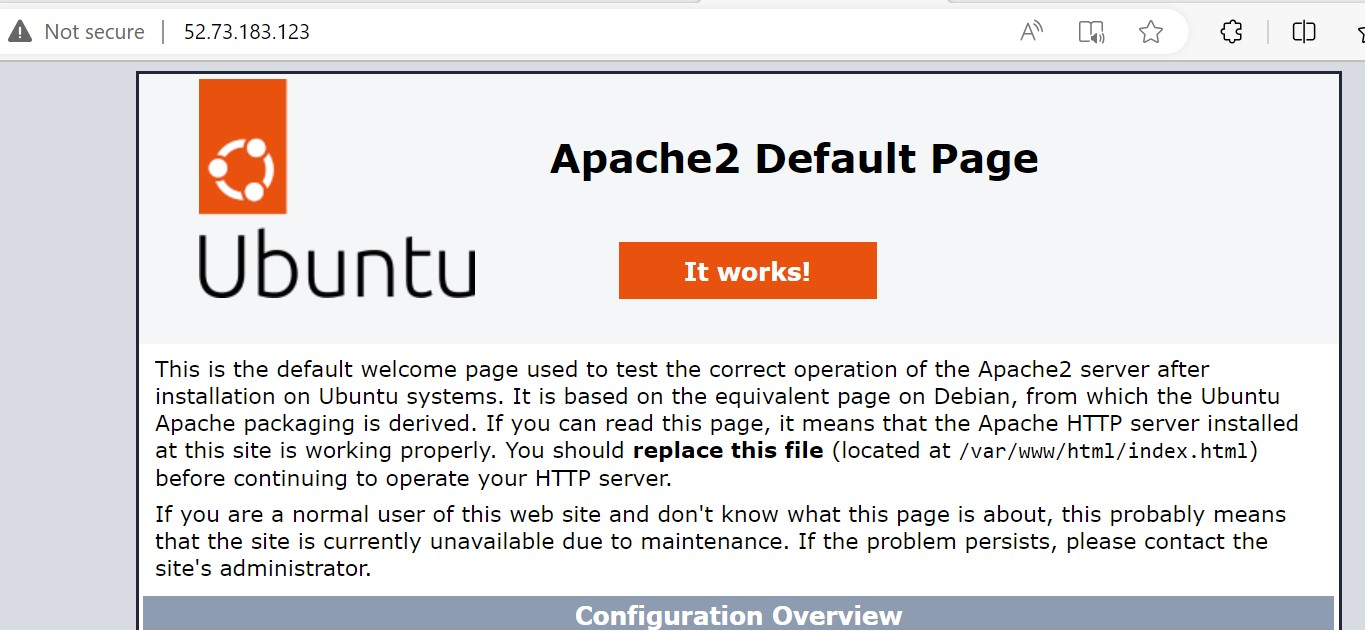 Not secure | 52.73.183.123
Ubuntu
Apache2 Default Page
It works!
This is the default welcome page used to test the correct operation of the Apache2 server after
installation on Ubuntu systems. It is based on the equivalent page on Debian, from which the Ubuntu
Apache packaging is derived. If you can read this page, it means that the Apache HTTP server installed
at this site is working properly. You should replace this file (located at /var/www/html/index.html)
before continuing to operate your HTTP server.
If you are a normal user of this web site and don't know what this page is about, this probably means
that the site is currently unavailable due to maintenance. If the problem persists, please contact the
site's administrator.
Configuration Overview